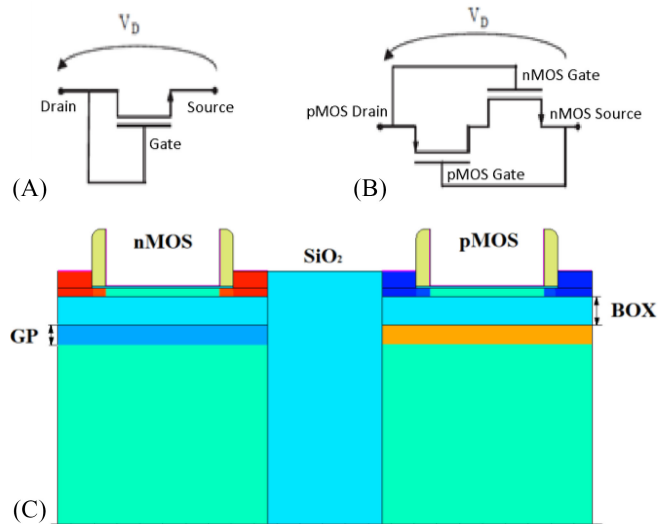 V_D
Drain
Source
Gate
(A)
V_D
nMOS Gate
pMOS Drain
nMOS Source
pMOS Gate
(B)
nMOS
SiO₂
pMOS
BOX
GP
(C)